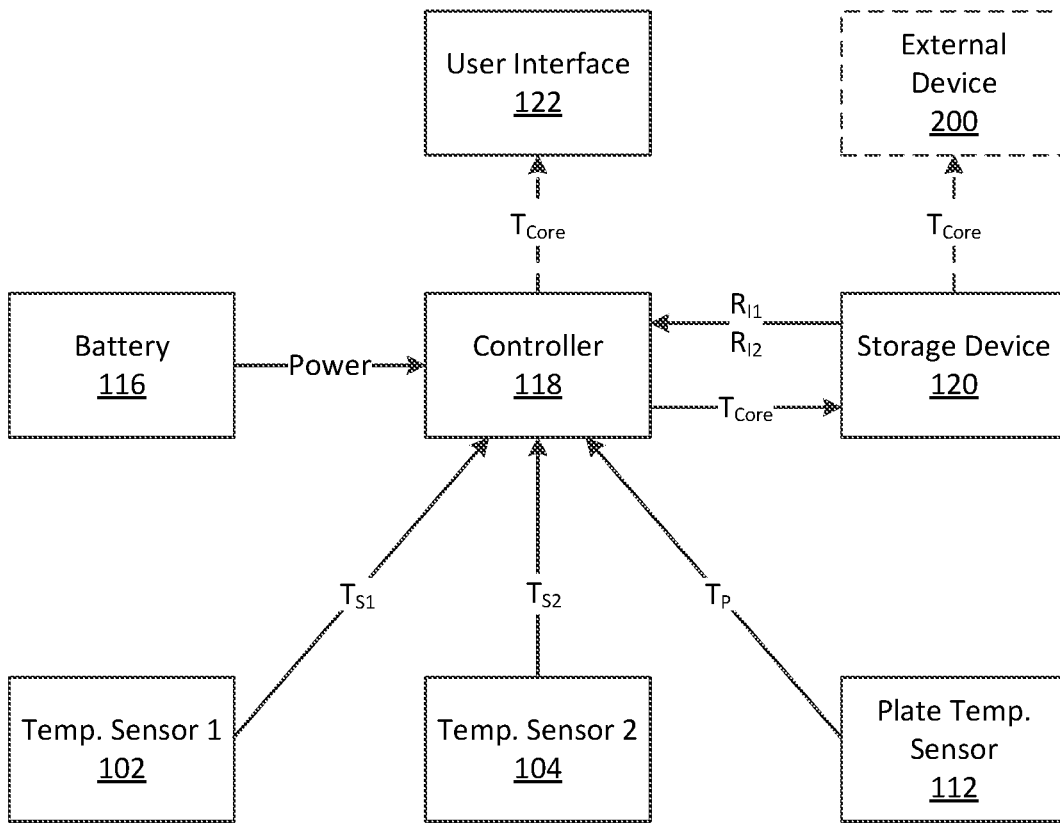 User Interface
122
External
Device
200
T_Core
T_Core
Battery
116
Power
Controller
118
R_I1
R_I2
T_Core
Storage Device
120
T_S1
T_S2
T_P
Temp. Sensor 1
102
Temp. Sensor 2
104
Plate Temp.
Sensor
112